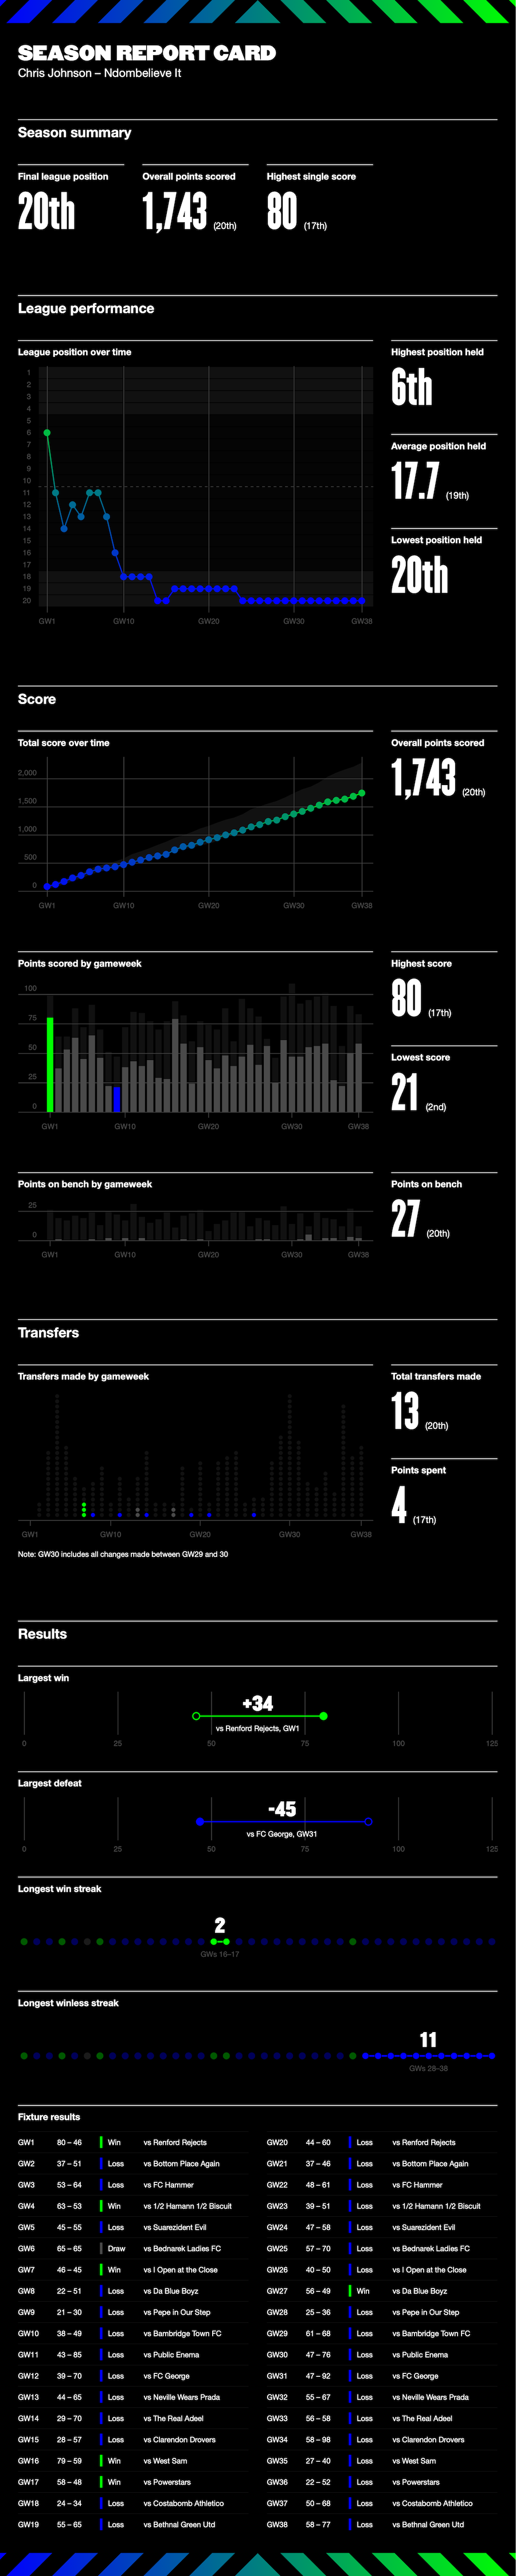 SEASON REPORT CARD
Chris Johnson – Ndombelieve It
Season summary
Final league position
20th
Overall points scored
1,743 (20th)
Highest single score
80 (17th)
League performance
League position over time
1
2
3
4
5
6
7
8
9
10
11
12
13
14
15
16
17
18
19
20
GW1 GW10 GW20 GW30 GW38
Highest position held
6th
Average position held
17.7 (19th)
Lowest position held
20th
Score
Total score over time
2,000
1,500
1,000
500
0
GW1 GW10 GW20 GW30 GW38
Overall points scored
1,743 (20th)
Points scored by gameweek
100
75
50
25
0
GW1 GW10 GW20 GW30 GW38
Highest score
80 (17th)
Lowest score
21 (2nd)
Points on bench by gameweek
25
0
GW1 GW10 GW20 GW30 GW38
Points on bench
27 (20th)
Transfers
Transfers made by gameweek
GW1 GW10 GW20 GW30 GW38
Note: GW30 includes all changes made between GW29 and 30
Total transfers made
13 (20th)
Points spent
4 (17th)
Results
Largest win
+34
vs Renford Rejects, GW1
0 25 50 75 100 125
Largest defeat
-45
vs FC George, GW31
0 25 50 75 100 125
Longest win streak
2
GWs 16–17
Longest winless streak
11
GWs 28–38
Fixture results
GW1 80 – 46 Win vs Renford Rejects
GW2 37 – 51 Loss vs Bottom Place Again
GW3 53 – 64 Loss vs FC Hammer
GW4 63 – 53 Win vs 1/2 Hamann 1/2 Biscuit
GW5 45 – 55 Loss vs Suarezident Evil
GW6 65 – 65 Draw vs Bednarek Ladies FC
GW7 46 – 45 Win vs I Open at the Close
GW8 22 – 51 Loss vs Da Blue Boyz
GW9 21 – 30 Loss vs Pepe in Our Step
GW10 38 – 49 Loss vs Bambridge Town FC
GW11 43 – 85 Loss vs Public Enema
GW12 39 – 70 Loss vs FC George
GW13 44 – 65 Loss vs Neville Wears Prada
GW14 29 – 70 Loss vs The Real Adeel
GW15 28 – 57 Loss vs Clarendon Drovers
GW16 79 – 59 Win vs West Sam
GW17 58 – 48 Win vs Powerstars
GW18 24 – 34 Loss vs Costabomb Athletico
GW19 55 – 65 Loss vs Bethnal Green Utd
GW20 44 – 60 Loss vs Renford Rejects
GW21 37 – 46 Loss vs Bottom Place Again
GW22 48 – 61 Loss vs FC Hammer
GW23 39 – 51 Loss vs 1/2 Hamann 1/2 Biscuit
GW24 47 – 58 Loss vs Suarezident Evil
GW25 57 – 70 Loss vs Bednarek Ladies FC
GW26 40 – 50 Loss vs I Open at the Close
GW27 56 – 49 Win vs Da Blue Boyz
GW28 25 – 36 Loss vs Pepe in Our Step
GW29 61 – 68 Loss vs Bambridge Town FC
GW30 47 – 76 Loss vs Public Enema
GW31 47 – 92 Loss vs FC George
GW32 55 – 67 Loss vs Neville Wears Prada
GW33 56 – 58 Loss vs The Real Adeel
GW34 58 – 98 Loss vs Clarendon Drovers
GW35 27 – 40 Loss vs West Sam
GW36 22 – 52 Loss vs Powerstars
GW37 50 – 68 Loss vs Costabomb Athletico
GW38 58 – 77 Loss vs Bethnal Green Utd